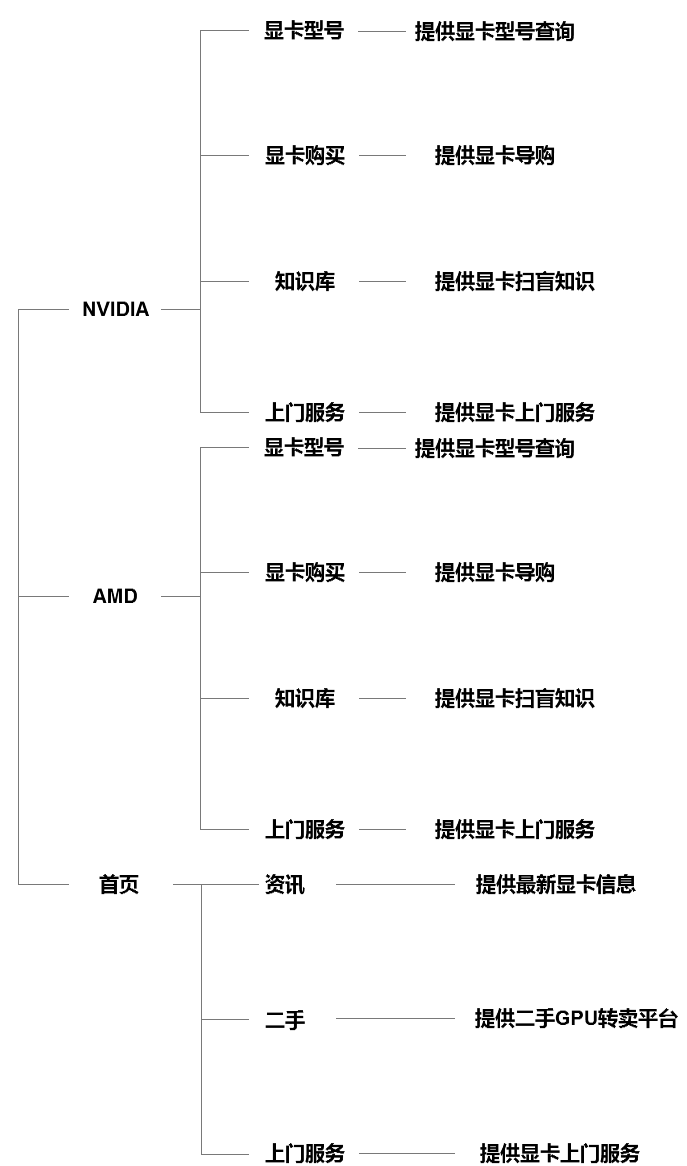 显卡型号 提供显卡型号查询
显卡购买 提供显卡导购
知识库 提供显卡扫盲知识
NVIDIA
上门服务 提供显卡上门服务
显卡型号 提供显卡型号查询
显卡购买 提供显卡导购
AMD
知识库 提供显卡扫盲知识
上门服务 提供显卡上门服务
首页 资讯 提供最新显卡信息
二手 提供二手GPU转卖平台
上门服务 提供显卡上门服务